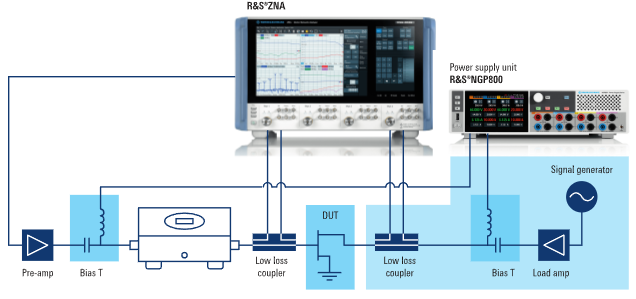 R&S®ZNA
Power supply unit
R&S®NGP800
Signal generator
DUT
Pre-amp
Bias T
Low loss
coupler
Low loss
coupler
Bias T
Load amp